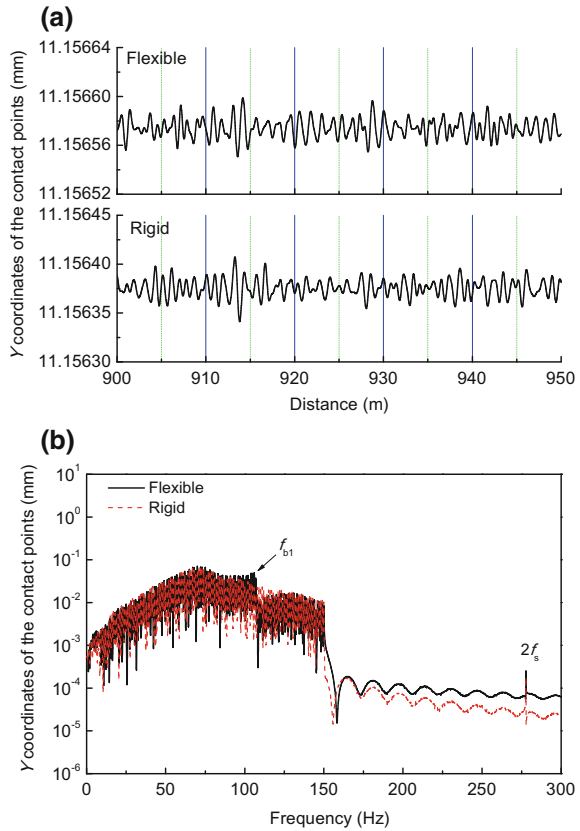 (a)
Y coordinates of the contact points (mm)
11.15664
Flexible
11.15660
11.15656
11.15652
11.15645
Rigid
11.15640
11.15635
11.15630
900 910 920 930 940 950
Distance (m)
(b)
Y coordinates of the contact points (mm)
10¹
Flexible
Rigid
10⁰
f_b1
10⁻¹
10⁻²
10⁻³
2f_s
10⁻⁴
10⁻⁵
10⁻⁶
0 50 100 150 200 250 300
Frequency (Hz)